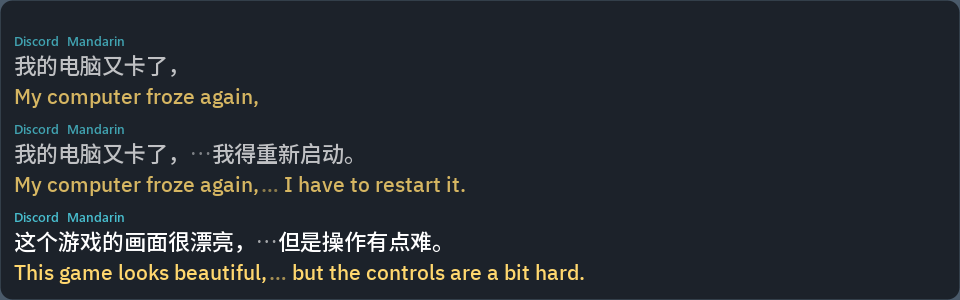 Discord Mandarin
我的电脑又卡了，
My computer froze again,
Discord Mandarin
我的电脑又卡了，…我得重新启动。
My computer froze again,... I have to restart it.
Discord Mandarin
这个游戏的画面很漂亮，…但是操作有点难。
This game looks beautiful,... but the controls are a bit hard.